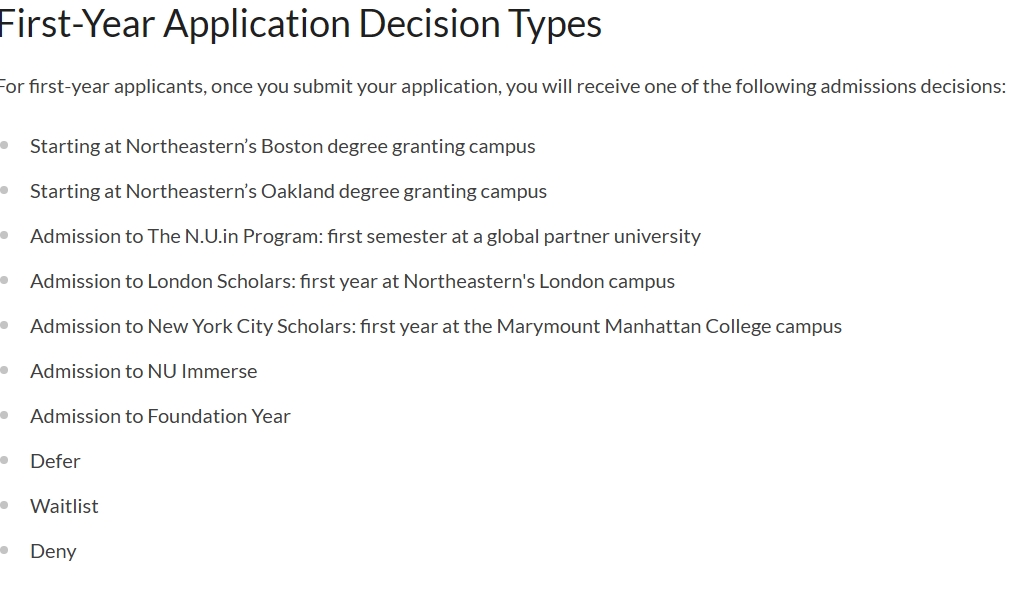 First-Year Application Decision Types
For first-year applicants, once you submit your application, you will receive one of the following admissions decisions:
Starting at Northeastern’s Boston degree granting campus
Starting at Northeastern’s Oakland degree granting campus
Admission to The N.U.in Program: first semester at a global partner university
Admission to London Scholars: first year at Northeastern's London campus
Admission to New York City Scholars: first year at the Marymount Manhattan College campus
Admission to NU Immerse
Admission to Foundation Year
Defer
Waitlist
Deny